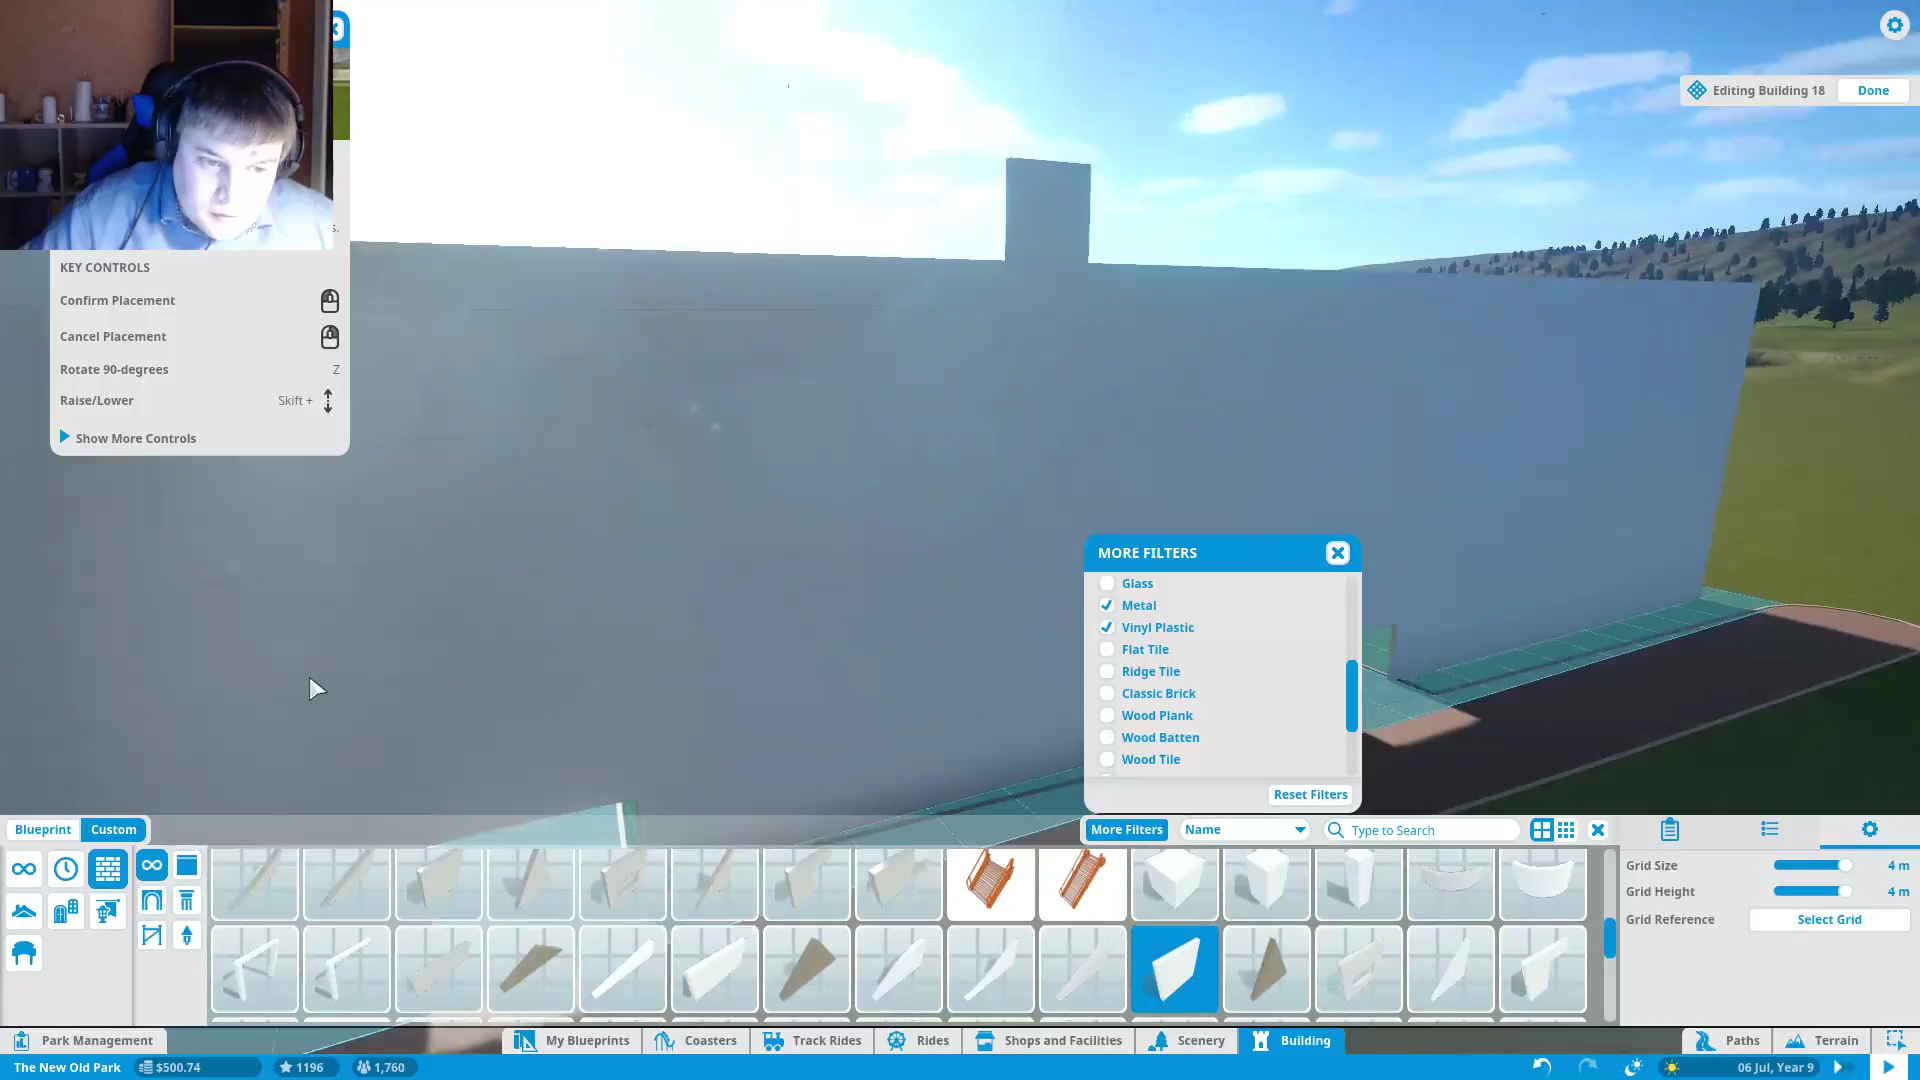 Editing Building 18 Done
s.
KEY CONTROLS
Confirm Placement
Cancel Placement
Rotate 90-degrees Z
Raise/Lower Skift +
Show More Controls
MORE FILTERS
Glass
Metal
Vinyl Plastic
Flat Tile
Ridge Tile
Classic Brick
Wood Plank
Wood Batten
Wood Tile
Reset Filters
Blueprint Custom More Filters Name Type to Search
Grid Size 4 m
Grid Height 4 m
Grid Reference Select Grid
Park Management My Blueprints Coasters Track Rides Rides Shops and Facilities Scenery Building Paths Terrain
The New Old Park $500.74 1196 1,760 06 Jul, Year 9